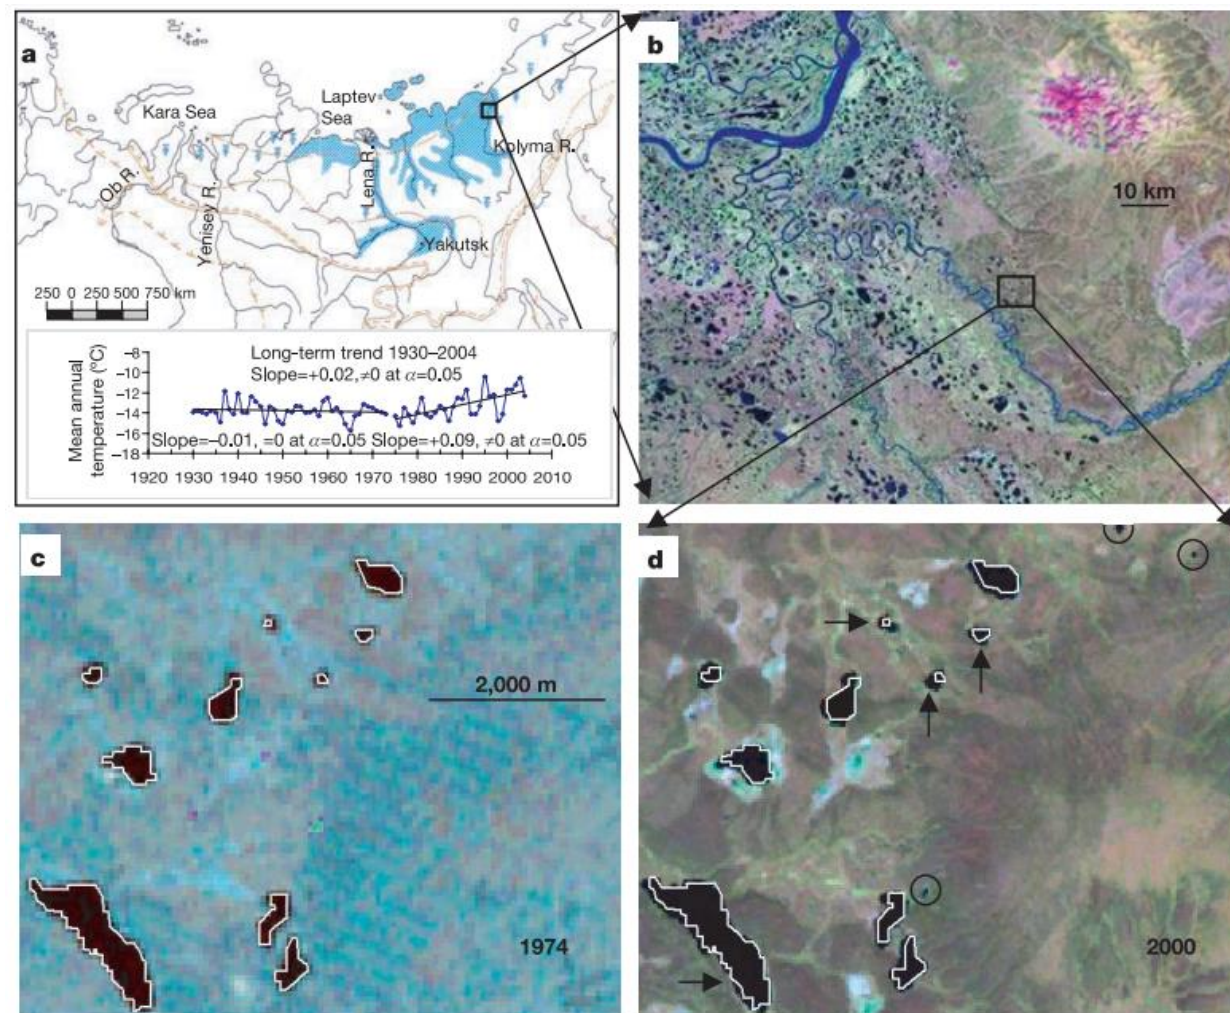 a
Kara Sea
Laptev
Sea
Ob R.
Yenisey R.
Lena R.
Kolyma R.
Yakutsk
250 0 250 500 750 km
Long-term trend 1930–2004
Slope=+0.02,≠0 at α=0.05
Mean annual
temperature (°C)
–8
–10
–12
–14
–16
–18
Slope=–0.01, =0 at α=0.05 Slope=+0.09, ≠0 at α=0.05
1920 1930 1940 1950 1960 1970 1980 1990 2000 2010
b
10 km
c
2,000 m
1974
d
2000